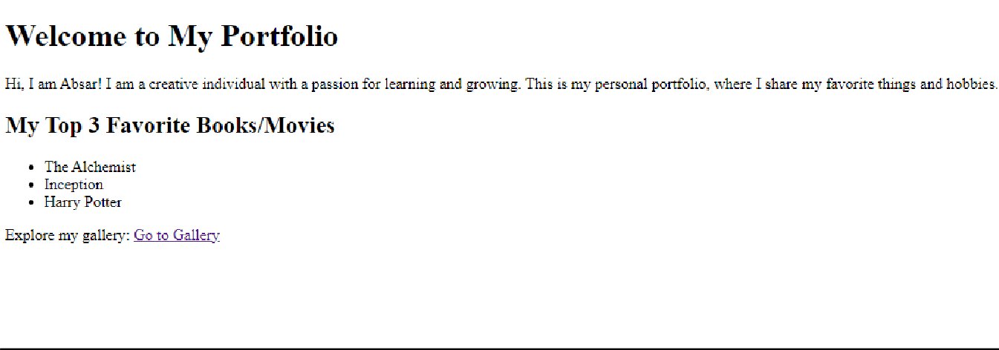 Welcome to My Portfolio
Hi, I am Absar! I am a creative individual with a passion for learning and growing. This is my personal portfolio, where I share my favorite things and hobbies.
My Top 3 Favorite Books/Movies
The Alchemist
Inception
Harry Potter
Explore my gallery: Go to Gallery